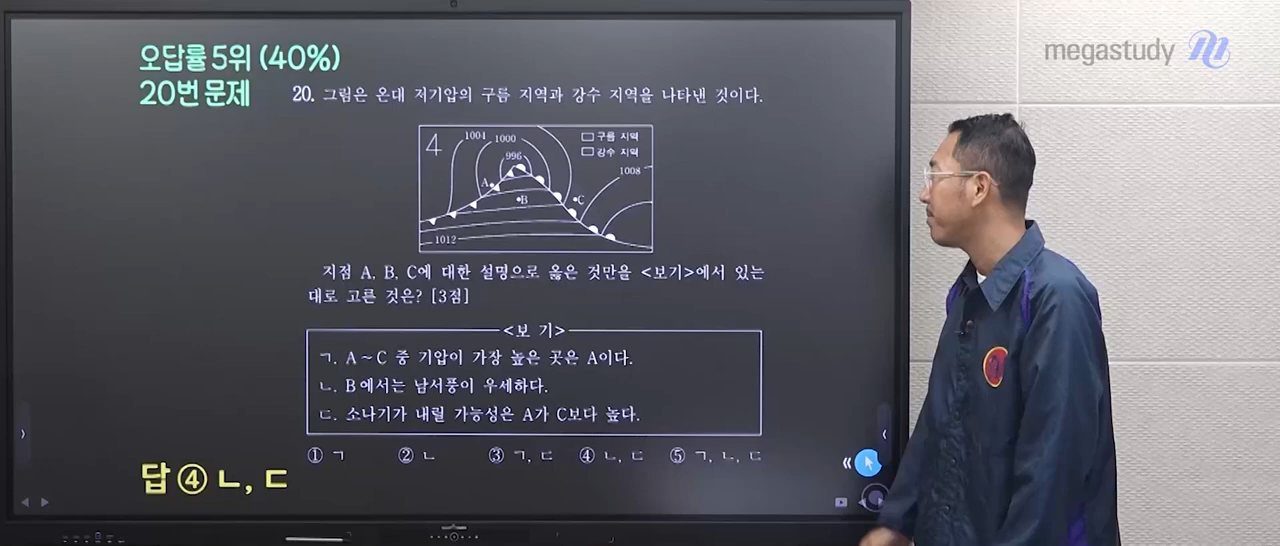 megastudy
오답률 5위 (40%)
20번 문제
20. 그림은 온대 저기압의 구름 지역과 강수 지역을 나타낸 것이다.
4
1004
1000
996
구름 지역
강수 지역
1008
A
B
C
1012
지점 A, B, C에 대한 설명으로 옳은 것만을 <보기>에서 있는
대로 고른 것은? [3점]
<보 기>
ㄱ. A~C 중 기압이 가장 높은 곳은 A이다.
ㄴ. B에서는 남서풍이 우세하다.
ㄷ. 소나기가 내릴 가능성은 A가 C보다 높다.
① ㄱ ② ㄴ ③ ㄱ, ㄷ ④ ㄴ, ㄷ ⑤ ㄱ, ㄴ, ㄷ
답 ④ ㄴ, ㄷ